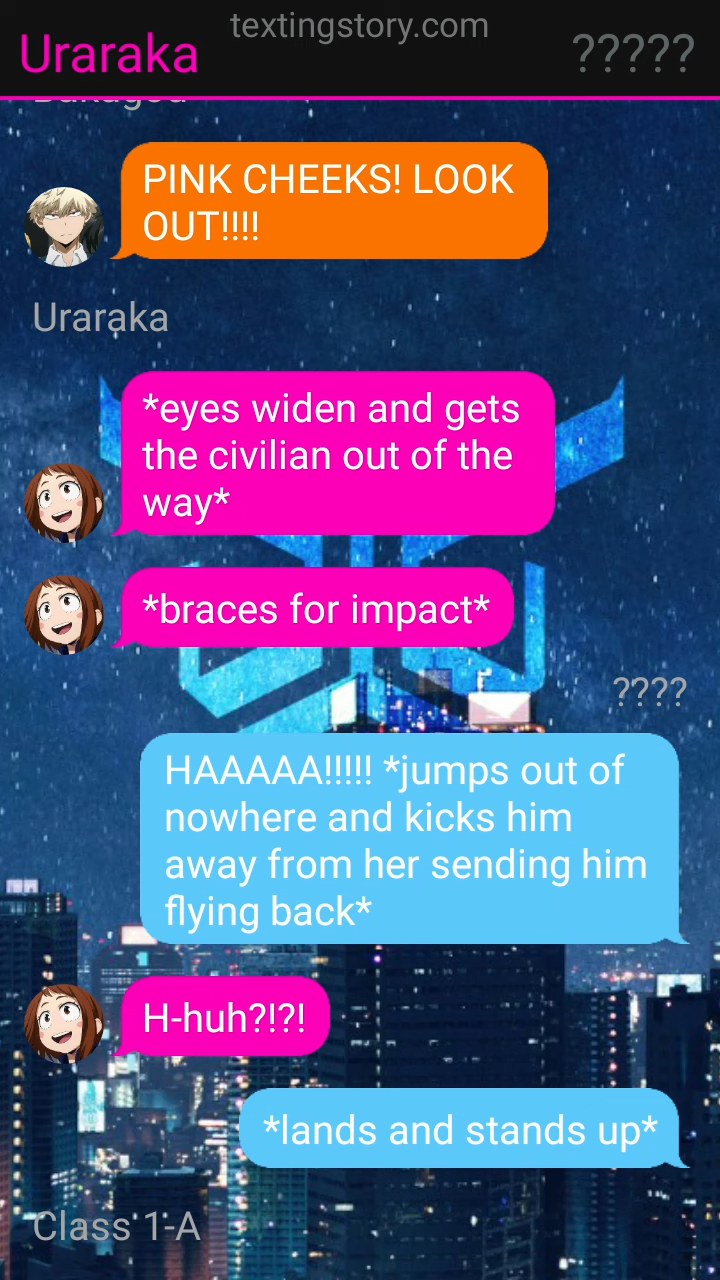 textingstory.com
Uraraka
?????
Bakugou
PINK CHEEKS! LOOK
OUT!!!!
Uraraka
*eyes widen and gets
the civilian out of the
way*
*braces for impact*
????
HAAAAA!!!!! *jumps out of
nowhere and kicks him
away from her sending him
flying back*
H-huh?!?!
*lands and stands up*
Class 1-A